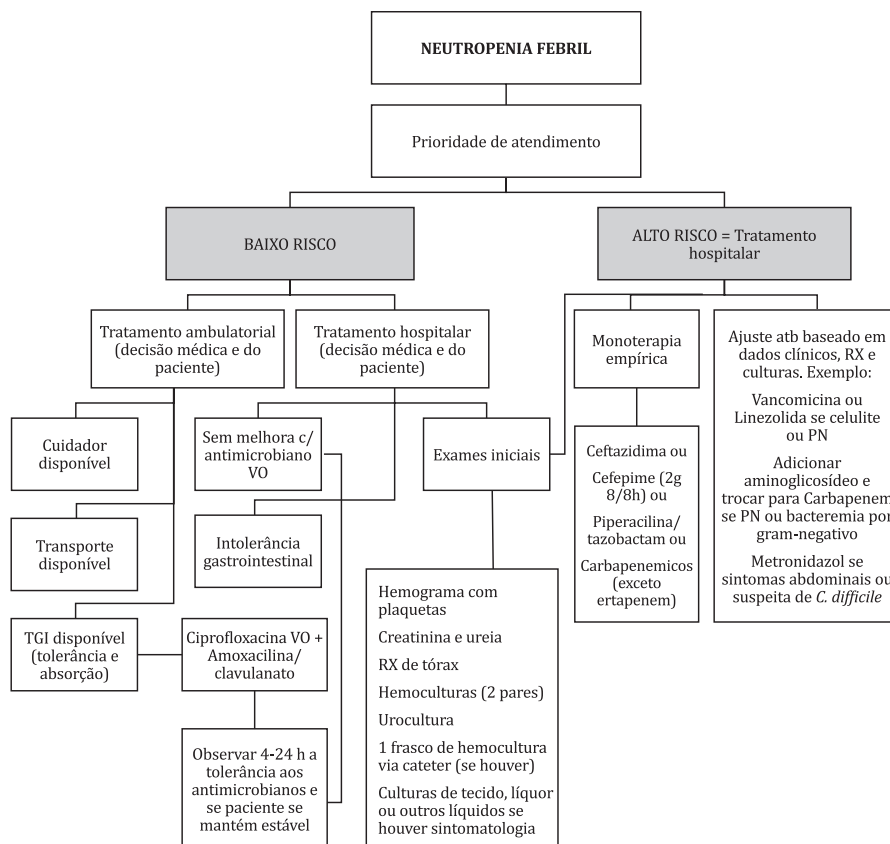 NEUTROPENIA FEBRIL
Prioridade de atendimento
BAIXO RISCO
ALTO RISCO = Tratamento
hospitalar
Tratamento ambulatorial
(decisão médica e do
paciente)
Tratamento hospitalar
(decisão médica e do
paciente)
Monoterapia
empírica
Ajuste atb baseado em
dados clínicos, RX e
culturas. Exemplo:
Vancomicina ou
Linezolida se celulite
ou PN
Adicionar
aminoglicosídeo e
trocar para Carbapenem
se PN ou bacteremia por
gram-negativo
Metronidazol se
sintomas abdominais ou
suspeita de C. difficile
Cuidador
disponível
Sem melhora c/
antimicrobiano
VO
Exames iniciais
Ceftazidima ou
Cefepime (2g
8/8h) ou
Piperacilina/
tazobactam ou
Carbapenemicos
(exceto
ertapenem)
Transporte
disponível
Intolerância
gastrointestinal
TGI disponível
(tolerância e
absorção)
Ciprofloxacina VO +
Amoxacilina/
clavulanato
Hemograma com
plaquetas
Creatinina e ureia
RX de tórax
Hemoculturas (2 pares)
Urocultura
1 frasco de hemocultura
via cateter (se houver)
Culturas de tecido, líquor
ou outros líquidos se
houver sintomatologia
Observar 4-24 h a
tolerância aos
antimicrobianos e
se paciente se
mantém estável